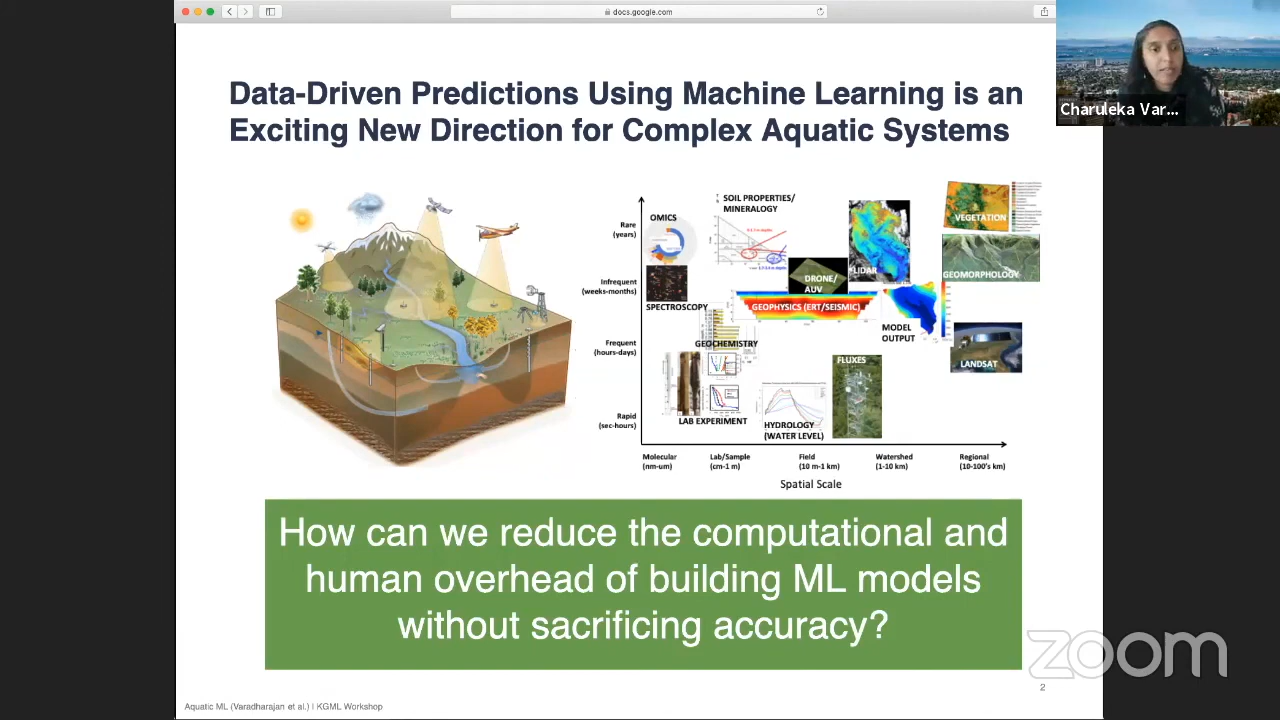 docs.google.com
Charuleka Var...
Data-Driven Predictions Using Machine Learning is an
Exciting New Direction for Complex Aquatic Systems
Rare
(years)
Infrequent
(weeks-months)
Frequent
(hours-days)
Rapid
(sec-hours)
OMICS
SOIL PROPERTIES/
MINERALOGY
SPECTROSCOPY
DRONE/
AUV
LIDAR
VEGETATION
GEOMORPHOLOGY
GEOPHYSICS (ERT/SEISMIC)
MODEL
OUTPUT
GEOCHEMISTRY
FLUXES
LANDSAT
LAB EXPERIMENT
HYDROLOGY
(WATER LEVEL)
Molecular
(nm-um)
Lab/Sample
(cm-1 m)
Field
(10 m-1 km)
Watershed
(1-10 km)
Regional
(10-100's km)
Spatial Scale
How can we reduce the computational and
human overhead of building ML models
without sacrificing accuracy?
zoom
2
Aquatic ML (Varadharajan et al.) | KGML Workshop